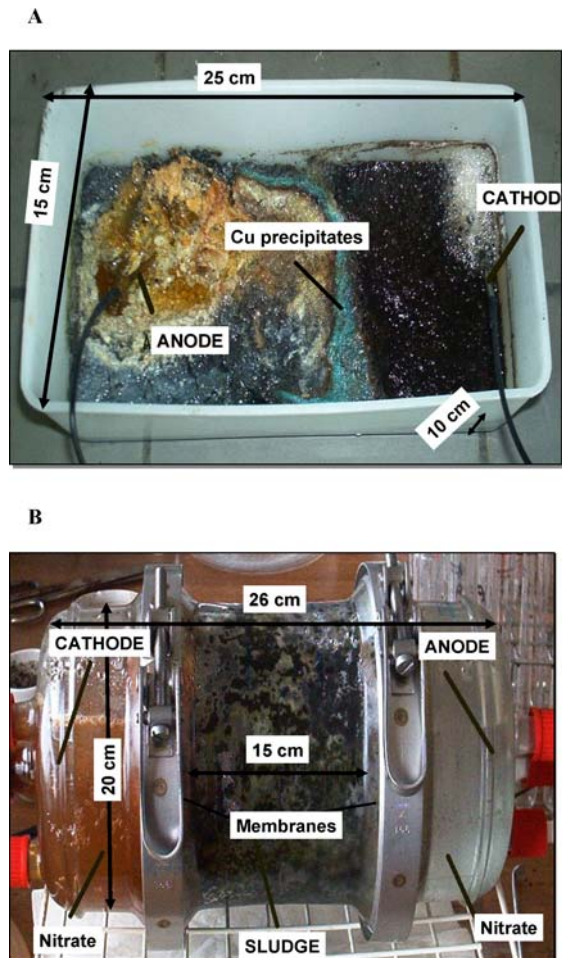 A
25 cm
15 cm
CATHOD
Cu precipitates
ANODE
10 cm
B
26 cm
CATHODE
ANODE
20 cm
15 cm
Membranes
Nitrate
SLUDGE
Nitrate